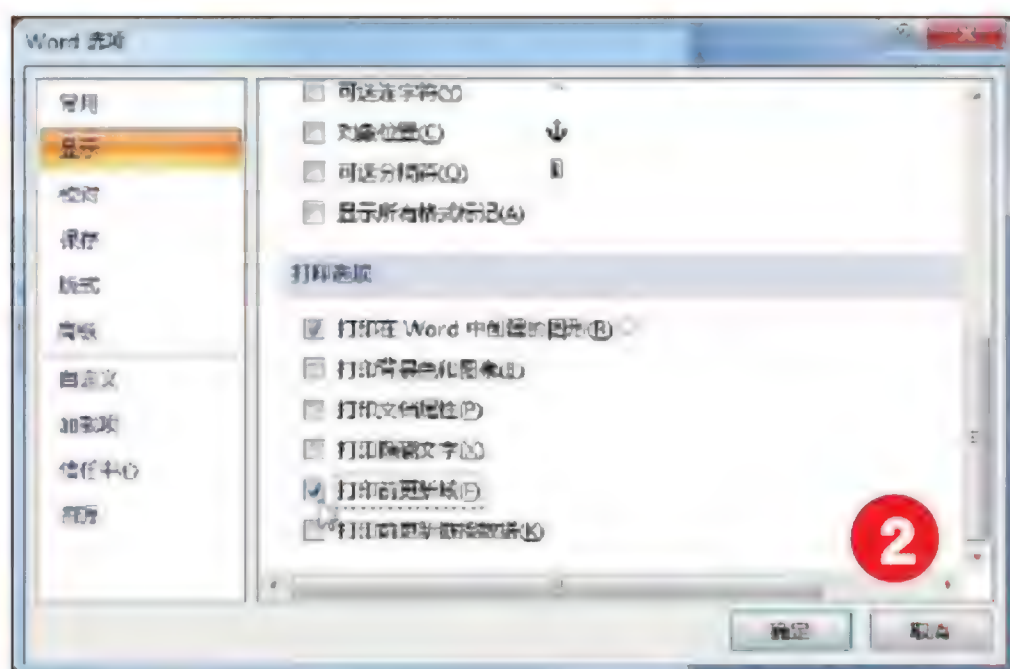 Word 选项
常用
显示
校对
保存
版式
高级
自定义
加载项
信任中心
资源
可选连字符(Y)
对象位置(C)
可选分隔符(O)
显示所有格式标记(A)
打印选项
打印在 Word 中创建的图形(R)
打印背景色和图像(B)
打印文档属性(P)
打印隐藏文字(X)
打印前更新域(F)
打印前更新链接数据(K)
2
确定
取消